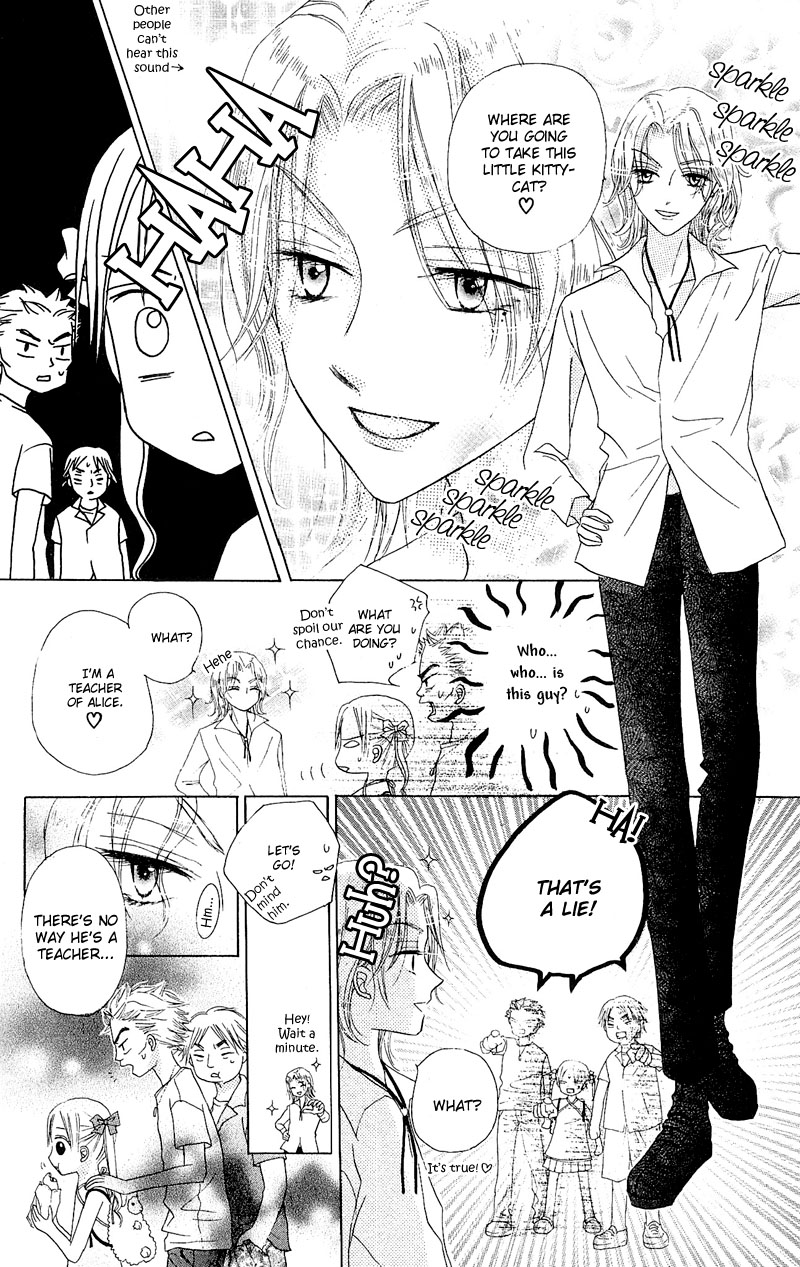 Other
people
can't
hear this
sound→
HAHAHA
WHERE ARE
YOU GOING
TO TAKE THIS
LITTLE KITTY-
CAT?
♡
sparkle
sparkle
sparkle
sparkle
sparkle
sparkle
WHAT?
I'M A
TEACHER
OF ALICE.
♡
Hehe
Don't
spoil our
chance.
WHAT
ARE YOU
DOING?
Who...
who... is
this guy?
HA!
THAT'S
A LIE!
Huh?
WHAT?
It's true!♡
LET'S
GO!
Don't
mind
him.
Hey!
Wait a
minute.
Hm...
THERE'S NO
WAY HE'S A
TEACHER...